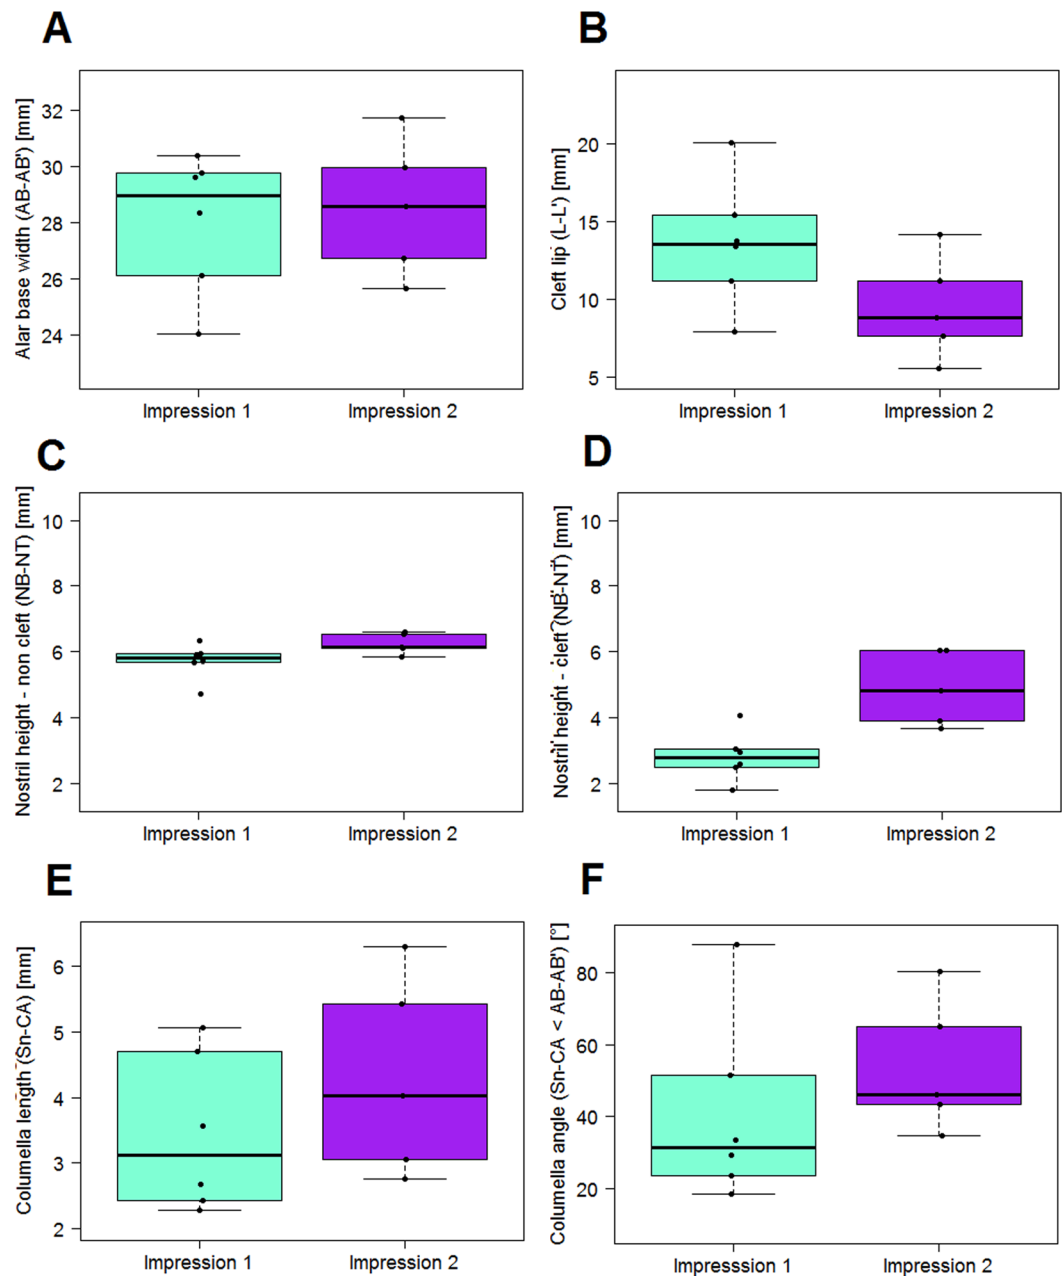 A
Alar base width (AB-AB') [mm]
32
30
28
26
24
Impression 1
Impression 2
B
Cleft lip (L-L') [mm]
20
15
10
5
Impression 1
Impression 2
C
Nostril height - non cleft (NB-NT) [mm]
10
8
6
4
2
Impression 1
Impression 2
D
Nostril height - cleft (NB'-NT') [mm]
10
8
6
4
2
Impression 1
Impression 2
E
Columella length (Sn-CA) [mm]
6
5
4
3
2
Impression 1
Impression 2
F
Columella angle (Sn-CA < AB-AB') [°]
80
60
40
20
Impresssion 1
Impression 2